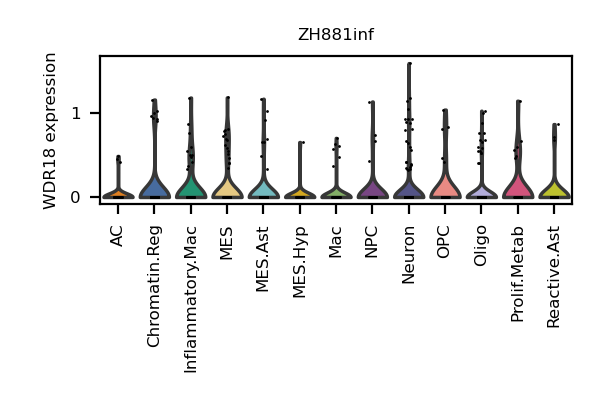 ZH881inf
WDR18 expression
1
0
AC
Chromatin.Reg
Inflammatory.Mac
MES
MES.Ast
MES.Hyp
Mac
NPC
Neuron
OPC
Oligo
Prolif.Metab
Reactive.Ast